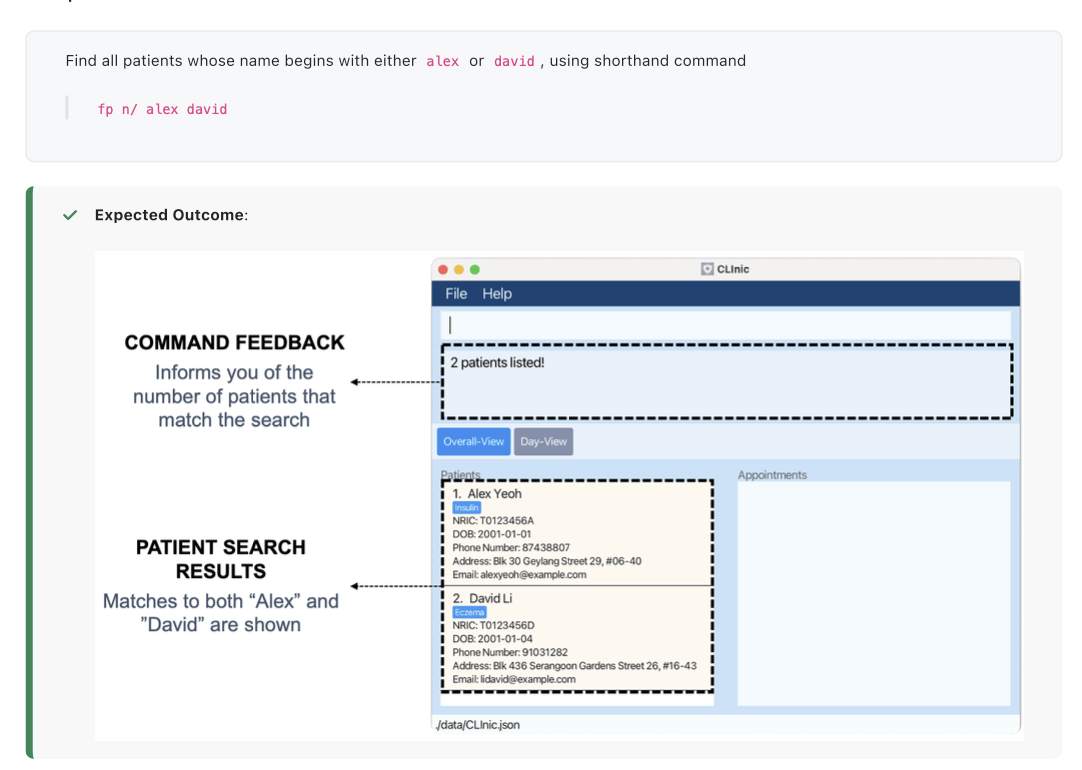 Find all patients whose name begins with either alex or david , using shorthand command
fp n/ alex david
Expected Outcome:
COMMAND FEEDBACK
Informs you of the
number of patients that
match the search
PATIENT SEARCH
RESULTS
Matches to both “Alex” and
”David” are shown
CLInic
File Help
2 patients listed!
Overall-View Day-View
Patients
1. Alex Yeoh
Insulin
NRIC: T0123456A
DOB: 2001-01-01
Phone Number: 87438807
Address: Blk 30 Geylang Street 29, #06-40
Email: alexyeoh@example.com
2. David Li
Eczema
NRIC: T0123456D
DOB: 2001-01-04
Phone Number: 91031282
Address: Blk 436 Serangoon Gardens Street 26, #16-43
Email: lidavid@example.com
Appointments
./data/CLInic.json